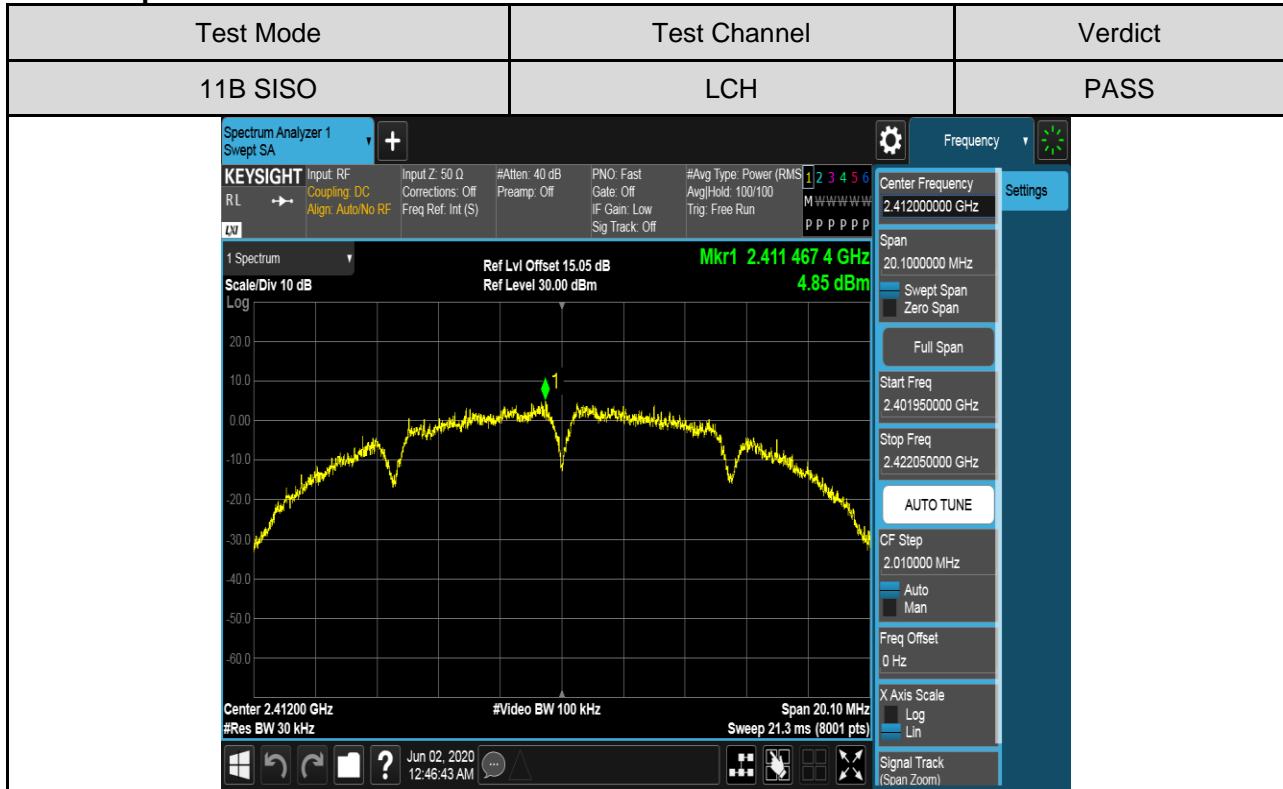 Test Mode Test Channel Verdict
11B SISO LCH PASS
Spectrum Analyzer 1
Swept SA
+
Frequency
KEYSIGHT
RL
LXI
Input: RF
Coupling: DC
Align: Auto/No RF
Input Z: 50 Ω
Corrections: Off
Freq Ref: Int (S)
#Atten: 40 dB
Preamp: Off
PNO: Fast
Gate: Off
IF Gain: Low
Sig Track: Off
#Avg Type: Power (RMS
Avg|Hold: 100/100
Trig: Free Run
1 2 3 4 5 6
M W W W W W
P P P P P P
1 Spectrum
Scale/Div 10 dB
Ref Lvl Offset 15.05 dB
Ref Level 30.00 dBm
Mkr1 2.411 467 4 GHz
4.85 dBm
Log
20.0
10.0
0.00
-10.0
-20.0
-30.0
-40.0
-50.0
-60.0
1
Center 2.41200 GHz
#Res BW 30 kHz
#Video BW 100 kHz
Span 20.10 MHz
Sweep 21.3 ms (8001 pts)
?
Jun 02, 2020
12:46:43 AM
Center Frequency
2.412000000 GHz
Settings
Span
20.1000000 MHz
Swept Span
Zero Span
Full Span
Start Freq
2.401950000 GHz
Stop Freq
2.422050000 GHz
AUTO TUNE
CF Step
2.010000 MHz
Auto
Man
Freq Offset
0 Hz
X Axis Scale
Log
Lin
Signal Track
(Span Zoom)